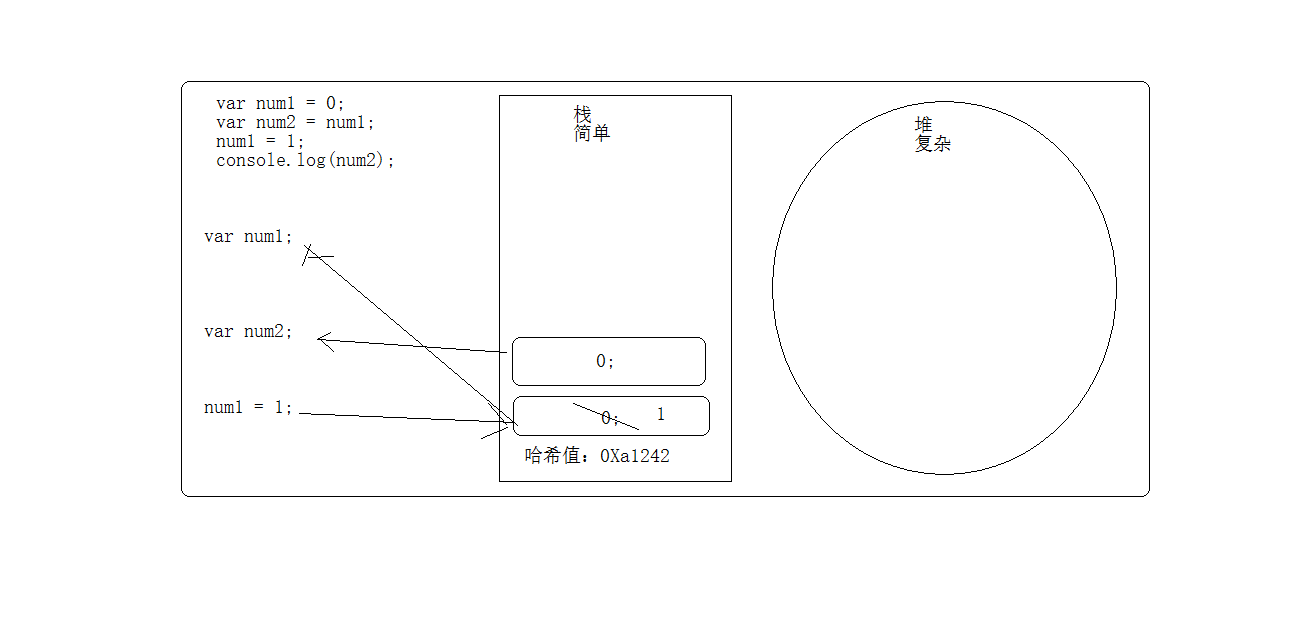 var num1 = 0;
var num2 = num1;
num1 = 1;
console.log(num2);
var num1;
var num2;
num1 = 1;
栈
简单
0;
0; 1
哈希值：0Xa1242
堆
复杂